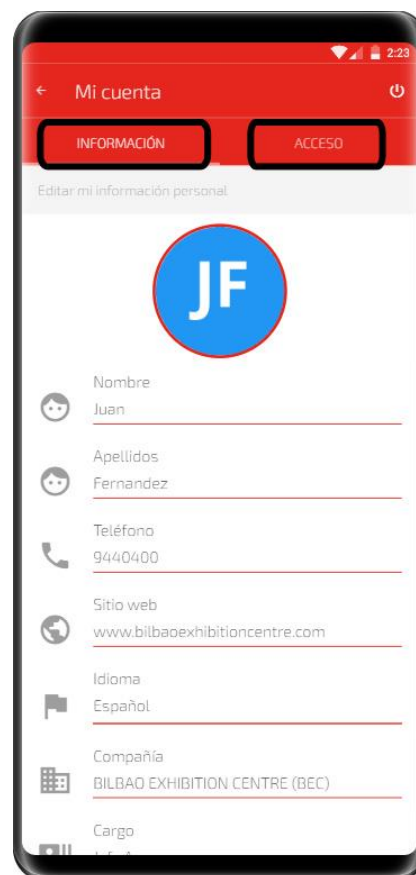 2:23
Mi cuenta
INFORMACIÓN ACCESO
Editar mi información personal
JF
Nombre
Juan
Apellidos
Fernandez
Teléfono
9440400
Sitio web
www.bilbaoexhibitioncentre.com
Idioma
Español
Compañía
BILBAO EXHIBITION CENTRE (BEC)
Cargo